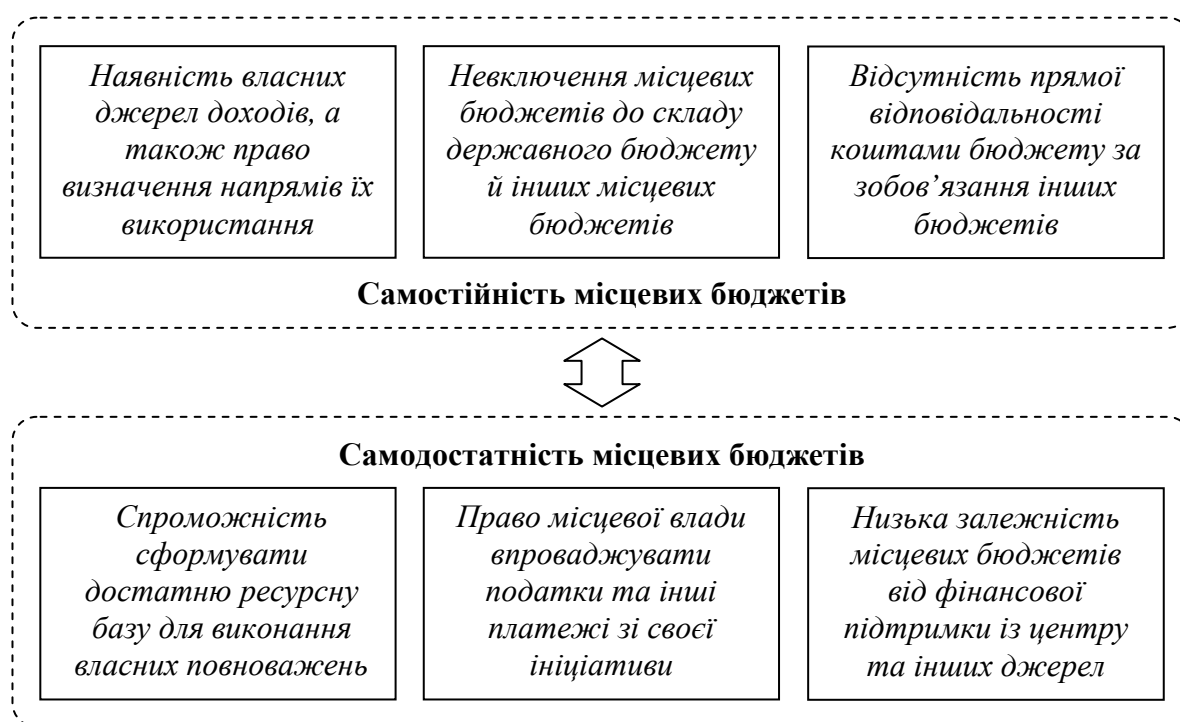 Наявність власних
джерел доходів, а
також право
визначення напрямів їх
використання
Невключення місцевих
бюджетів до складу
державного бюджету
й інших місцевих
бюджетів
Відсутність прямої
відповідальності
коштами бюджету за
зобов’язання інших
бюджетів
Самостійність місцевих бюджетів
Самодостатність місцевих бюджетів
Спроможність
сформувати
достатню ресурсну
базу для виконання
власних повноважень
Право місцевої влади
впроваджувати
податки та інші
платежі зі своєї
ініціативи
Низька залежність
місцевих бюджетів
від фінансової
підтримки із центру
та інших джерел